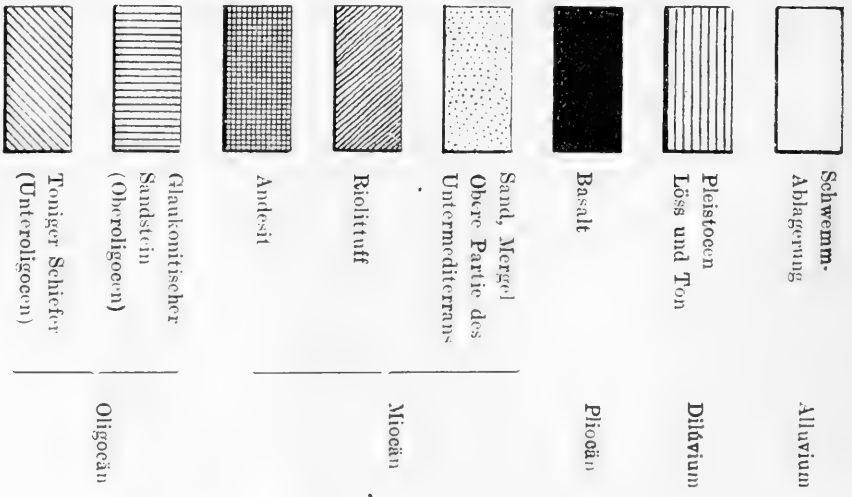 Schwemm-
Ablagerung
Alluvium
Pleistocen
Löss und Ton
Dilúvium
Basalt
Pliocän
Sand, Mergel
Obere Partie des
Untermediterrans
Riolittuff
Andesit
Miocän
Glaukonitischer
Sandstein
(Oberoligocen)
Toniger Schiefer
(Unteroligocen)
Oligocän